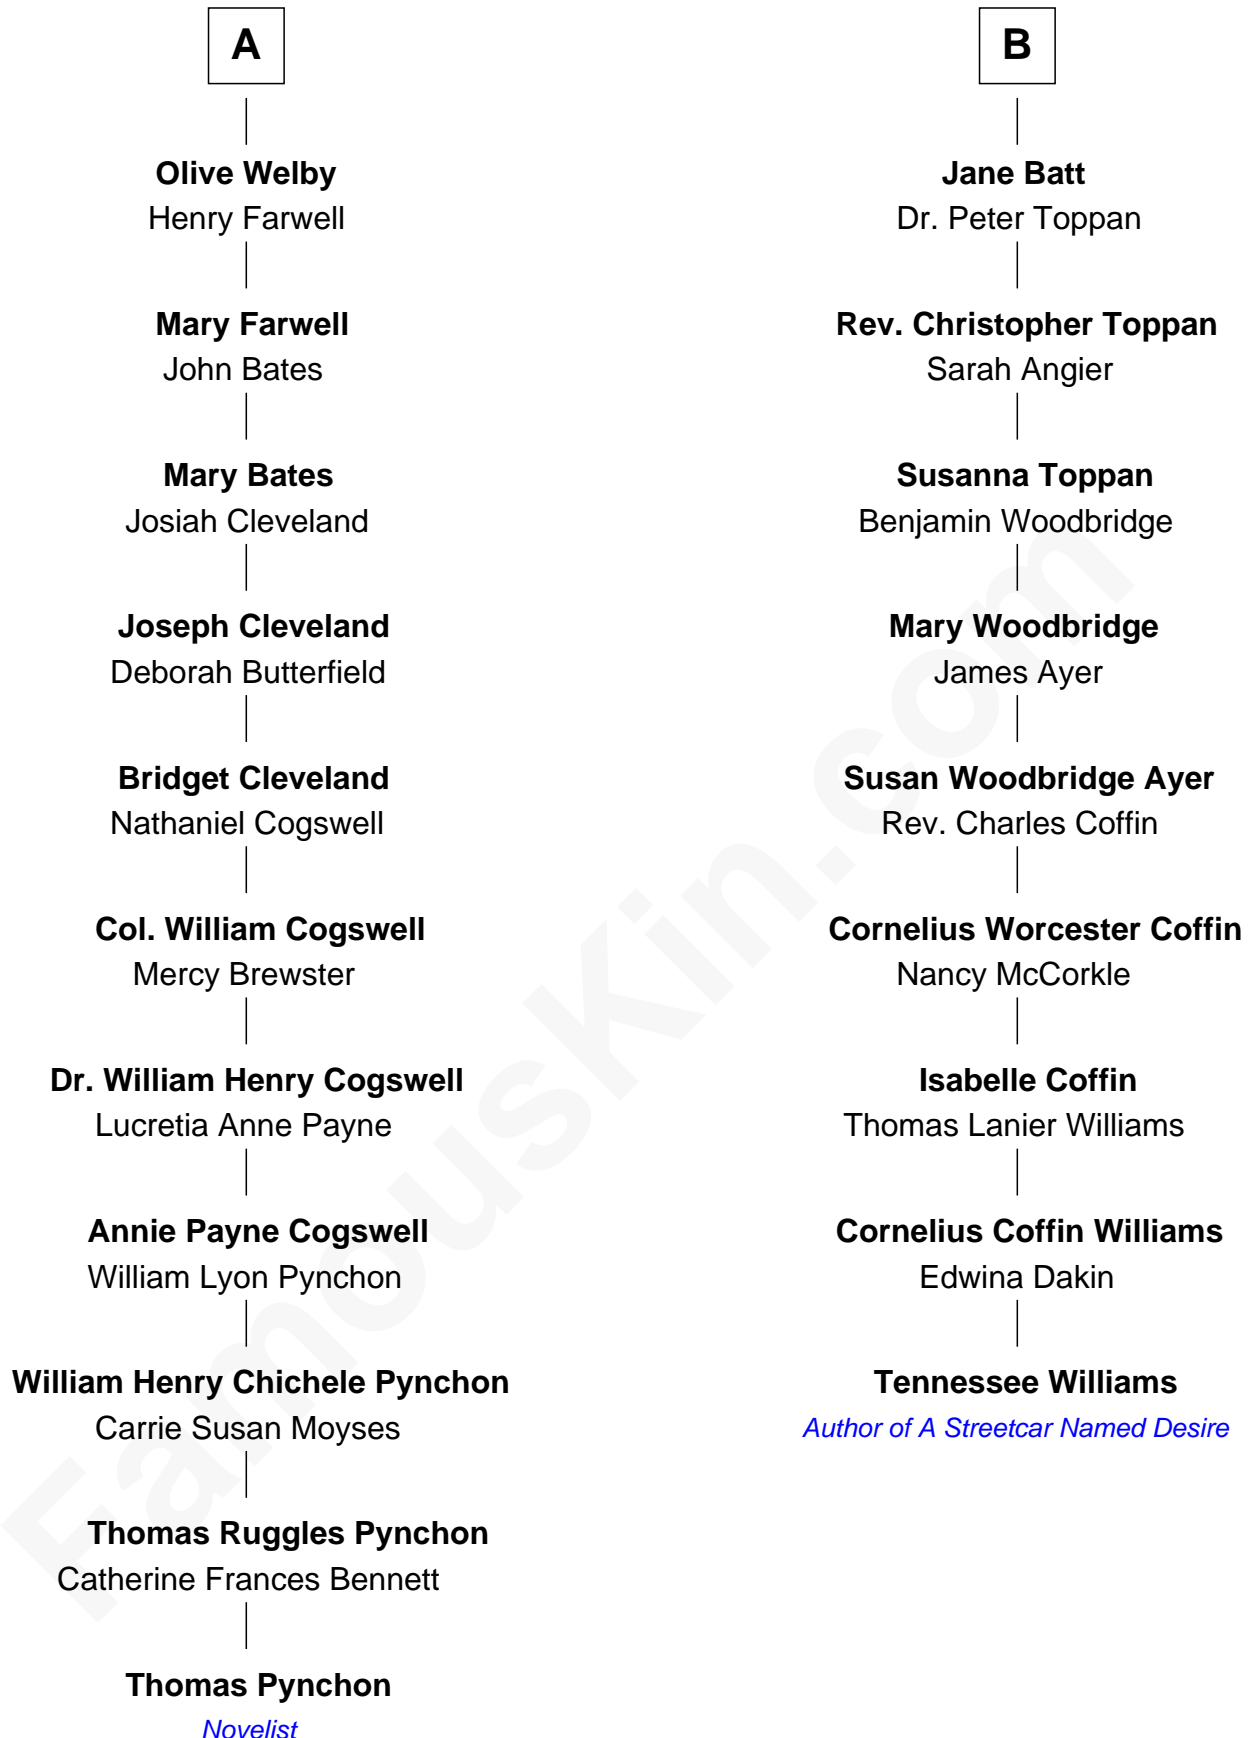 A
Olive Welby
Henry Farwell
Mary Farwell
John Bates
Mary Bates
Josiah Cleveland
Joseph Cleveland
Deborah Butterfield
Bridget Cleveland
Nathaniel Cogswell
Col. William Cogswell
Mercy Brewster
Dr. William Henry Cogswell
Lucretia Anne Payne
Annie Payne Cogswell
William Lyon Pynchon
William Henry Chichele Pynchon
Carrie Susan Moyses
Thomas Ruggles Pynchon
Catherine Frances Bennett
Thomas Pynchon
Novelist
B
Jane Batt
Dr. Peter Toppan
Rev. Christopher Toppan
Sarah Angier
Susanna Toppan
Benjamin Woodbridge
Mary Woodbridge
James Ayer
Susan Woodbridge Ayer
Rev. Charles Coffin
Cornelius Worcester Coffin
Nancy McCorkle
Isabelle Coffin
Thomas Lanier Williams
Cornelius Coffin Williams
Edwina Dakin
Tennessee Williams
Author of A Streetcar Named Desire
FamousKin.com